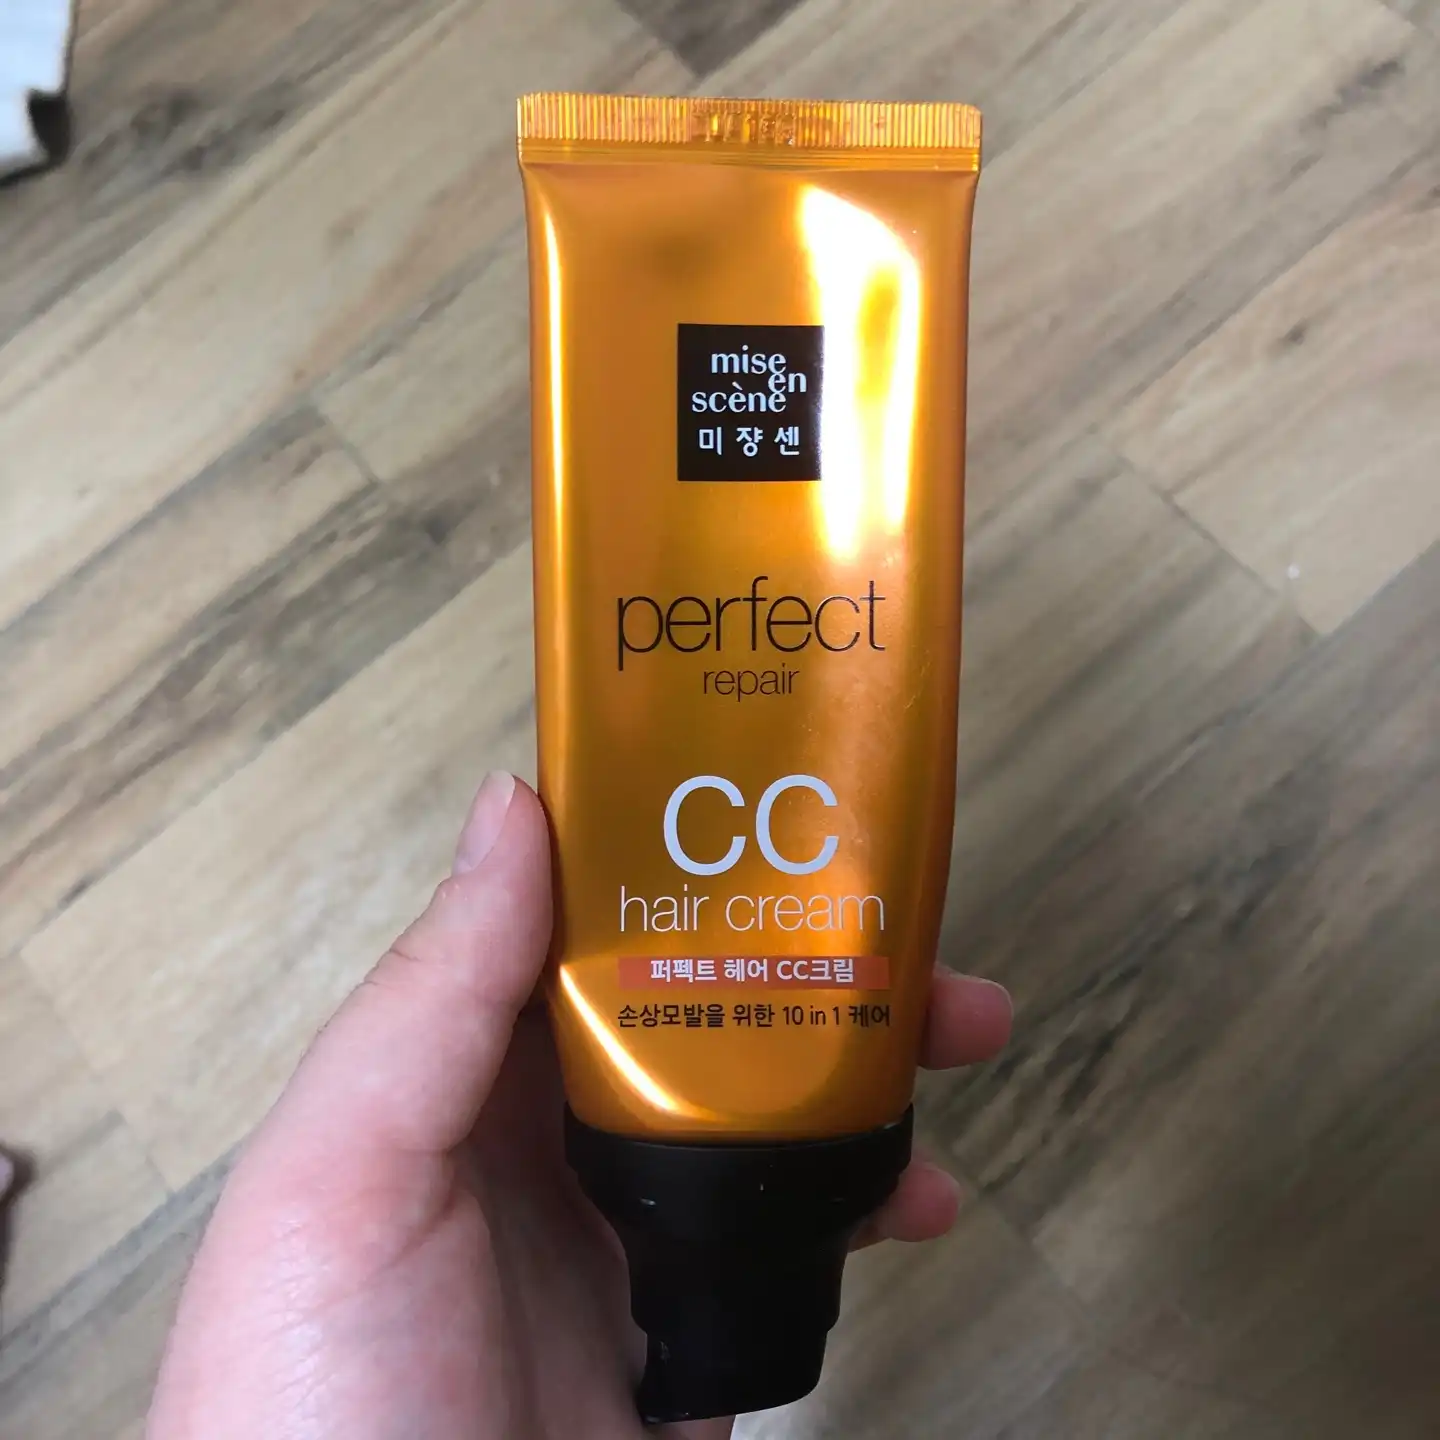 mise
en
scène
미쟝센
perfect
repair
CC
hair cream
퍼펙트 헤어 CC크림
손상모발을 위한 10 in 1 케어